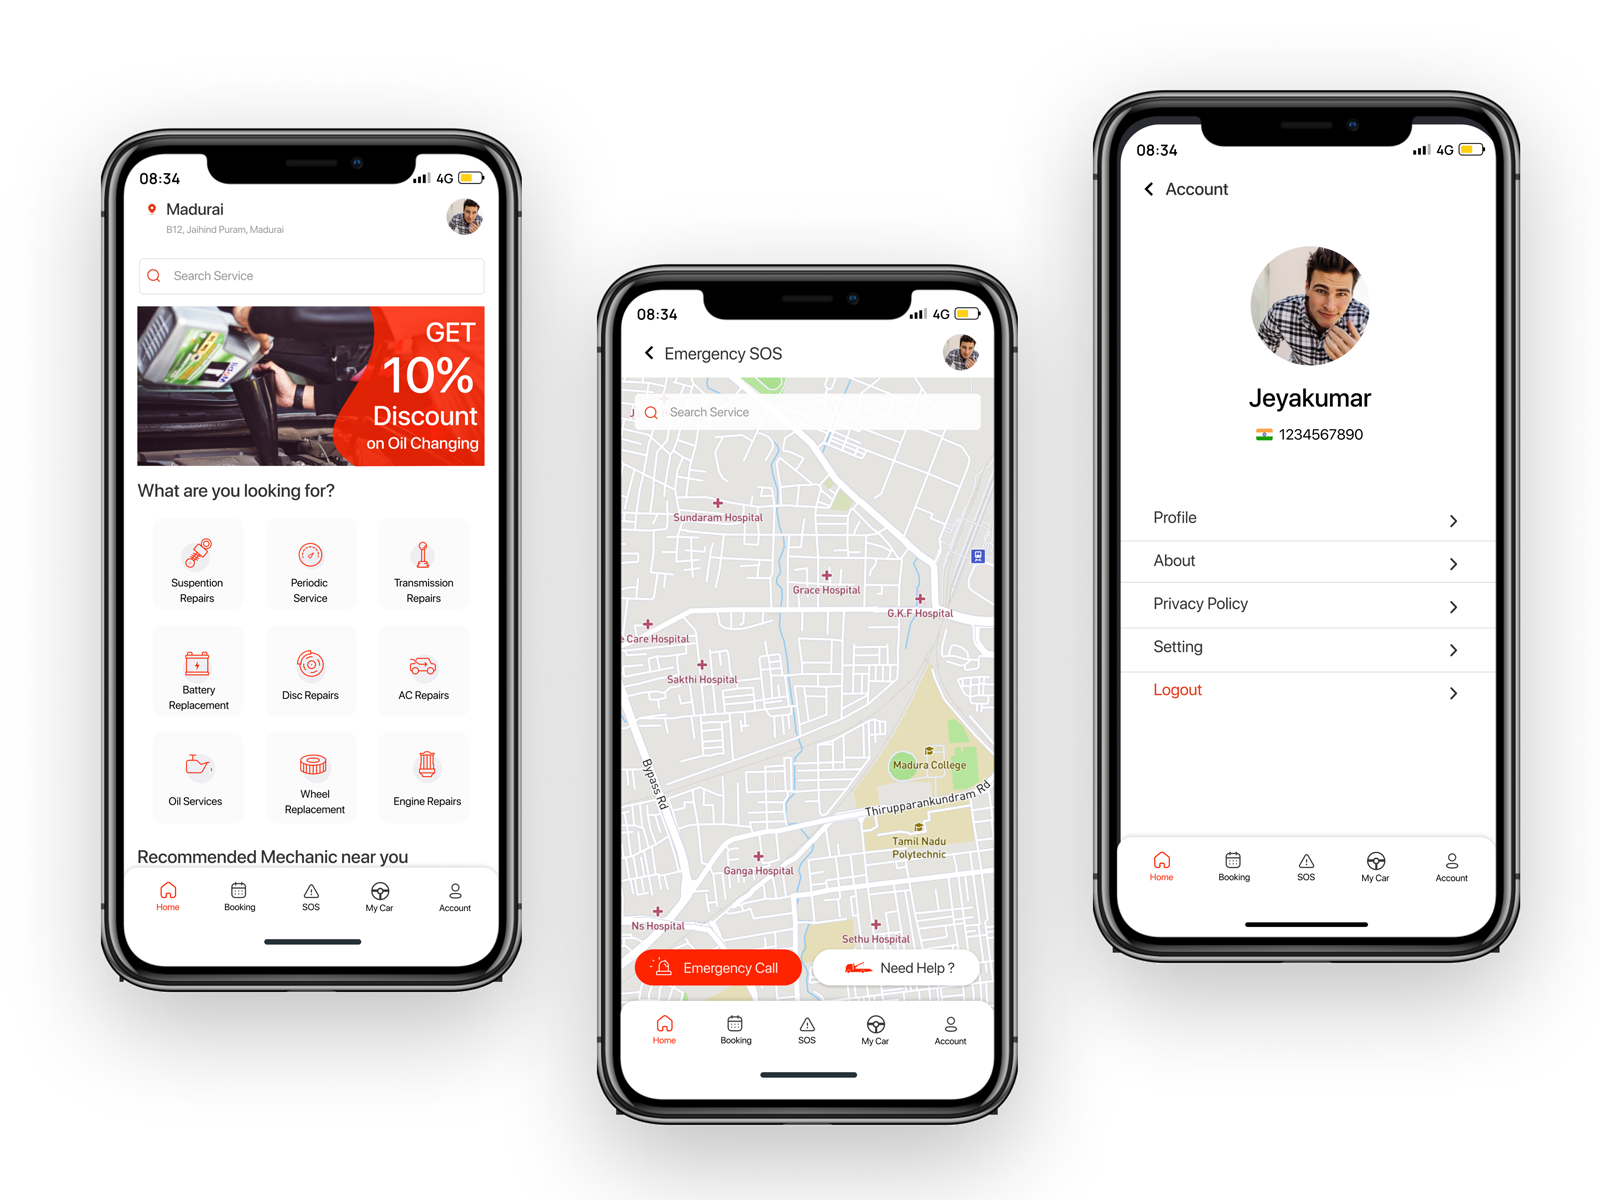 08:34
4G
Madurai
B12, Jaihind Puram, Madurai
Search Service
GET
10%
Discount
on Oil Changing
What are you looking for?
Suspention
Repairs
Periodic
Service
Transmission
Repairs
Battery
Replacement
Disc Repairs
AC Repairs
Oil Services
Wheel
Replacement
Engine Repairs
Recommended Mechanic near you
Home
Booking
SOS
My Car
Account
08:34
4G
Emergency SOS
Search Service
Sundaram Hospital
Grace Hospital
G.K.F Hospital
e Care Hospital
Sakthi Hospital
Madura College
Bypass Rd
Thirupparankundram Rd
Tamil Nadu
Polytechnic
Ganga Hospital
Ns Hospital
Sethu Hospital
Emergency Call
Need Help ?
Home
Booking
SOS
My Car
Account
08:34
4G
Account
Jeyakumar
1234567890
Profile
About
Privacy Policy
Setting
Logout
Home
Booking
SOS
My Car
Account